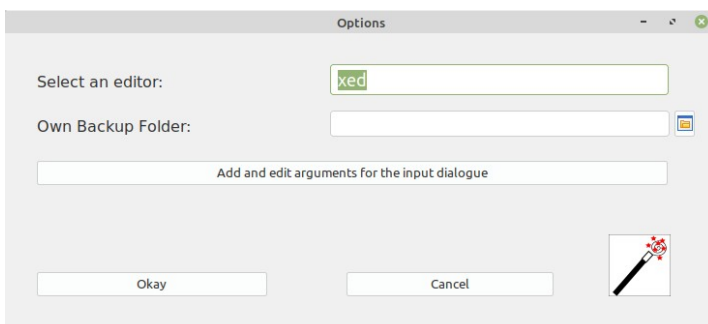 Options
Select an editor:
xed
Own Backup Folder:
Add and edit arguments for the input dialogue
Okay
Cancel